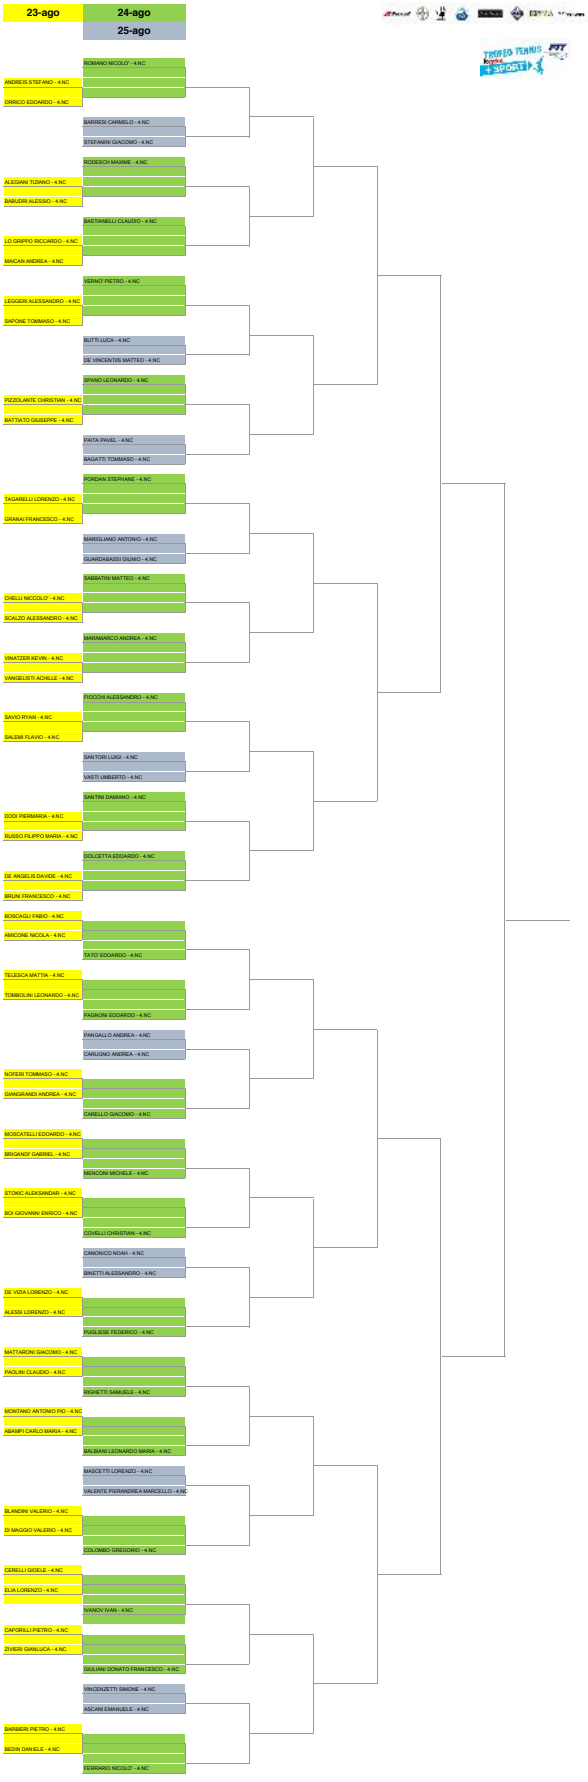 23-ago
24-ago
25-ago
TROFEO TENNIS
+SPORT
ROMANO NICOLO' - 4.NC
ANDREIS STEFANO - 4.NC
ORRICO EDOARDO - 4.NC
BARRESI CARMELO - 4.NC
STEFANINI GIACOMO - 4.NC
RODESCH MAXIME - 4.NC
ALEGIANI TIZIANO - 4.NC
BABUDRI ALESSIO - 4.NC
BASTIANELLI CLAUDIO - 4.NC
LO GRIPPO RICCARDO - 4.NC
MAICAN ANDREA - 4.NC
VERNO' PIETRO - 4.NC
LEGGERI ALESSANDRO - 4.NC
SAPONE TOMMASO - 4.NC
BUTTI LUCA - 4.NC
DE VINCENTIIS MATTEO - 4.NC
SPANO LEONARDO - 4.NC
PIZZOLANTE CHRISTIAN - 4.NC
BATTIATO GIUSEPPE - 4.NC
PAITA PAVEL - 4.NC
BAGATTI TOMMASO - 4.NC
PORDAN STEPHANE - 4.NC
TAGARELLI LORENZO - 4.NC
GRANAI FRANCESCO - 4.NC
MARIGLIANO ANTONIO - 4.NC
GUARDABASSI GIUNIO - 4.NC
SABBATINI MATTEO - 4.NC
CHELLI NICCOLO' - 4.NC
SCALZO ALESSANDRO - 4.NC
MARAMARCO ANDREA - 4.NC
VINATZER KEVIN - 4.NC
VANGELISTI ACHILLE - 4.NC
FIOCCHI ALESSANDRO - 4.NC
SAVIO RYAN - 4.NC
SALEMI FLAVIO - 4.NC
SANTORI LUIGI - 4.NC
VASTI UMBERTO - 4.NC
SANTINI DAMIANO - 4.NC
DODI PIERMARIA - 4.NC
RUSSO FILIPPO MARIA - 4.NC
DOLCETTA EDOARDO - 4.NC
DE ANGELIS DAVIDE - 4.NC
BRUNI FRANCESCO - 4.NC
BOSCAGLI FABIO - 4.NC
AMICONE NICOLA - 4.NC
TATO' EDOARDO - 4.NC
TELESCA MATTIA - 4.NC
TOMBOLINI LEONARDO - 4.NC
PAGNONI EDOARDO - 4.NC
PANGALLO ANDREA - 4.NC
CARUGNO ANDREA - 4.NC
NOFERI TOMMASO - 4.NC
GIANGRANDI ANDREA - 4.NC
CARELLO GIACOMO - 4.NC
MOSCATELLI EDOARDO - 4.NC
BRIGANDI' GABRIEL - 4.NC
MENCONI MICHELE - 4.NC
STOKIC ALEKSANDAR - 4.NC
BOI GIOVANNI ENRICO - 4.NC
COVELLI CHRISTIAN - 4.NC
CANONICO NOAH - 4.NC
BINETTI ALESSANDRO - 4.NC
DE VIZIA LORENZO - 4.NC
ALESSI LORENZO - 4.NC
PUGLIESE FEDERICO - 4.NC
MATTARONI GIACOMO - 4.NC
PAOLINI CLAUDIO - 4.NC
RIGHETTI SAMUELE - 4.NC
MONTANO ANTONIO PIO - 4.NC
ABAMPI CARLO MARIA - 4.NC
BALBIANI LEONARDO MARIA - 4.NC
MASCETTI LORENZO - 4.NC
VALENTE PIERANDREA MARCELLO - 4.NC
BLANDINI VALERIO - 4.NC
DI MAGGIO VALERIO - 4.NC
COLOMBO GREGORIO - 4.NC
CERELLI GIOELE - 4.NC
ELIA LORENZO - 4.NC
IVANOV IVAN - 4.NC
CAPORILLI PIETRO - 4.NC
ZIVIERI GIANLUCA - 4.NC
GIULIANI DONATO FRANCESCO - 4.NC
VINCENZETTI SIMONE - 4.NC
ASCANI EMANUELE - 4.NC
BARBIERI PIETRO - 4.NC
BEDIN DANIELE - 4.NC
FERRARIO NICOLO' - 4.NC